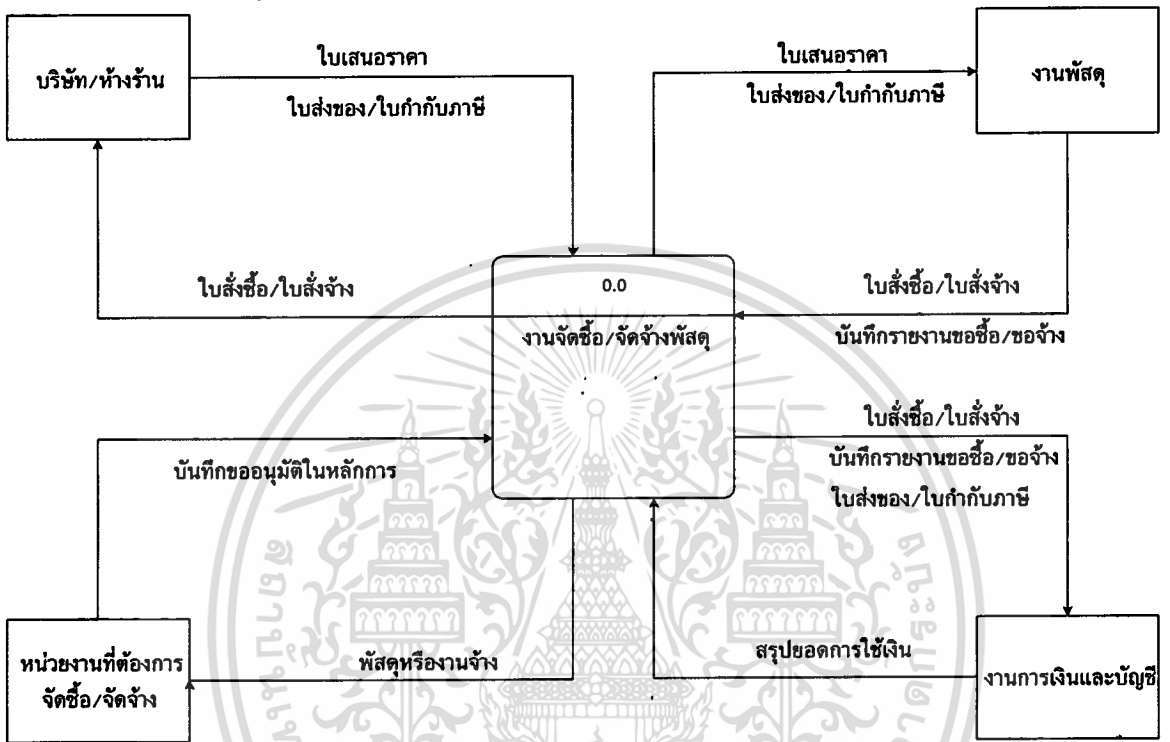 บริษัท/ห้างร้าน
ใบเสนอราคา
ใบส่งของ/ใบกำกับภาษี
ใบเสนอราคา
ใบส่งของ/ใบกำกับภาษี
งานพัสดุ
ใบสั่งซื้อ/ใบสั่งจ้าง
0.0
งานจัดซื้อ/จัดจ้างพัสดุ
ใบสั่งซื้อ/ใบสั่งจ้าง
บันทึกรายงานขอซื้อ/ขอจ้าง
บันทึกขออนุมัติในหลักการ
ใบสั่งซื้อ/ใบสั่งจ้าง
บันทึกรายงานขอซื้อ/ขอจ้าง
ใบส่งของ/ใบกำกับภาษี
หน่วยงานที่ต้องการ
จัดซื้อ/จัดจ้าง
พัสดุหรืองานจ้าง
สรุปยอดการใช้เงิน
งานการเงินและบัญชี